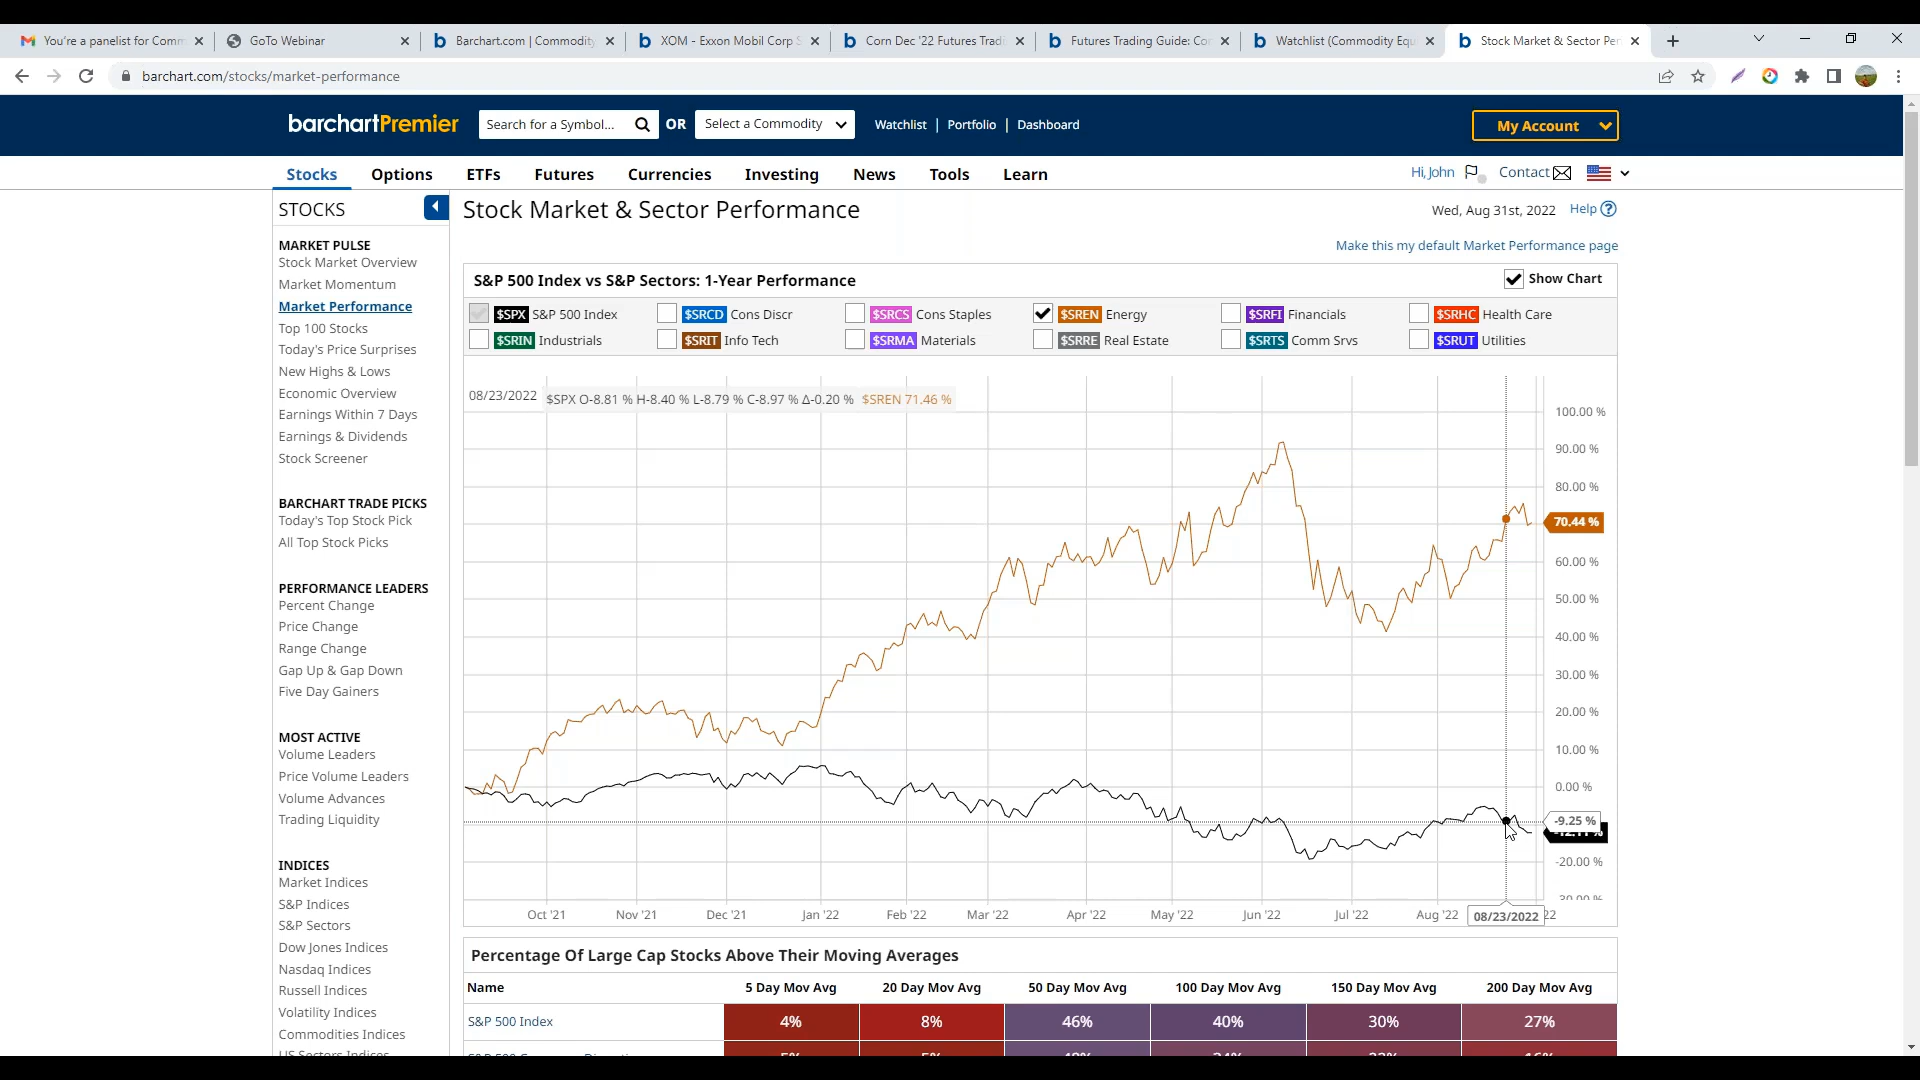 You're a panelist for Comm
GoTo Webinar
Barchart.com | Commodity
XOM - Exxon Mobil Corp S
Corn Dec '22 Futures Tradi
Futures Trading Guide: Co
Watchlist (Commodity Equ
Stock Market & Sector Per
barchart.com/stocks/market-performance
barchartPremier
Search for a Symbol...
OR
Select a Commodity
Watchlist | Portfolio | Dashboard
My Account
Stocks
Options
ETFs
Futures
Currencies
Investing
News
Tools
Learn
Hi, John
Contact
STOCKS
MARKET PULSE
Stock Market Overview
Market Momentum
Market Performance
Top 100 Stocks
Today's Price Surprises
New Highs & Lows
Economic Overview
Earnings Within 7 Days
Earnings & Dividends
Stock Screener
BARCHART TRADE PICKS
Today's Top Stock Pick
All Top Stock Picks
PERFORMANCE LEADERS
Percent Change
Price Change
Range Change
Gap Up & Gap Down
Five Day Gainers
MOST ACTIVE
Volume Leaders
Price Volume Leaders
Volume Advances
Trading Liquidity
INDICES
Market Indices
S&P Indices
S&P Sectors
Dow Jones Indices
Nasdaq Indices
Russell Indices
Volatility Indices
Commodities Indices
US Sectors Indices
Stock Market & Sector Performance
Wed, Aug 31st, 2022
Help
Make this my default Market Performance page
S&P 500 Index vs S&P Sectors: 1-Year Performance
Show Chart
$SPX S&P 500 Index
$SRCD Cons Discr
$SRCS Cons Staples
$SREN Energy
$SRFI Financials
$SRHC Health Care
$SRIN Industrials
$SRIT Info Tech
$SRMA Materials
$SRRE Real Estate
$SRTS Comm Srvs
$SRUT Utilities
08/23/2022 $SPX O-8.81 % H-8.40 % L-8.79 % C-8.97 % Δ-0.20 % $SREN 71.46 %
100.00 %
90.00 %
80.00 %
70.44 %
60.00 %
50.00 %
40.00 %
30.00 %
20.00 %
10.00 %
0.00 %
-9.25 %
-20.00 %
Oct '21
Nov '21
Dec '21
Jan '22
Feb '22
Mar '22
Apr '22
May '22
Jun '22
Jul '22
Aug '22
08/23/2022
22
Percentage Of Large Cap Stocks Above Their Moving Averages
Name
5 Day Mov Avg
20 Day Mov Avg
50 Day Mov Avg
100 Day Mov Avg
150 Day Mov Avg
200 Day Mov Avg
S&P 500 Index
4%
8%
46%
40%
30%
27%